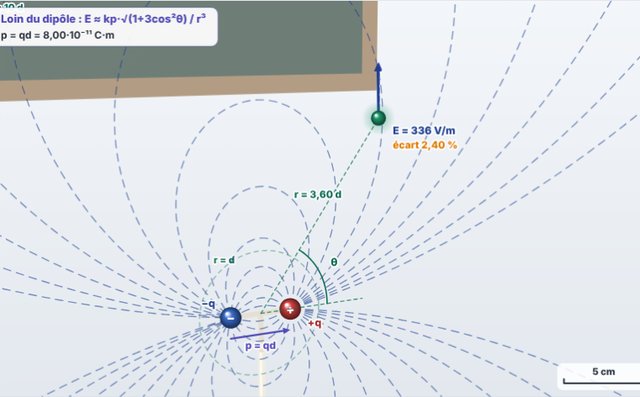 Loin du dipôle : E ≈ kp·√(1+3cos²θ) / r³
p = qd = 8,00·10⁻¹¹ C·m
E = 336 V/m
écart 2,40 %
r = 3,60 d
r = d
θ
−q
−
+
+q
p = qd
5 cm